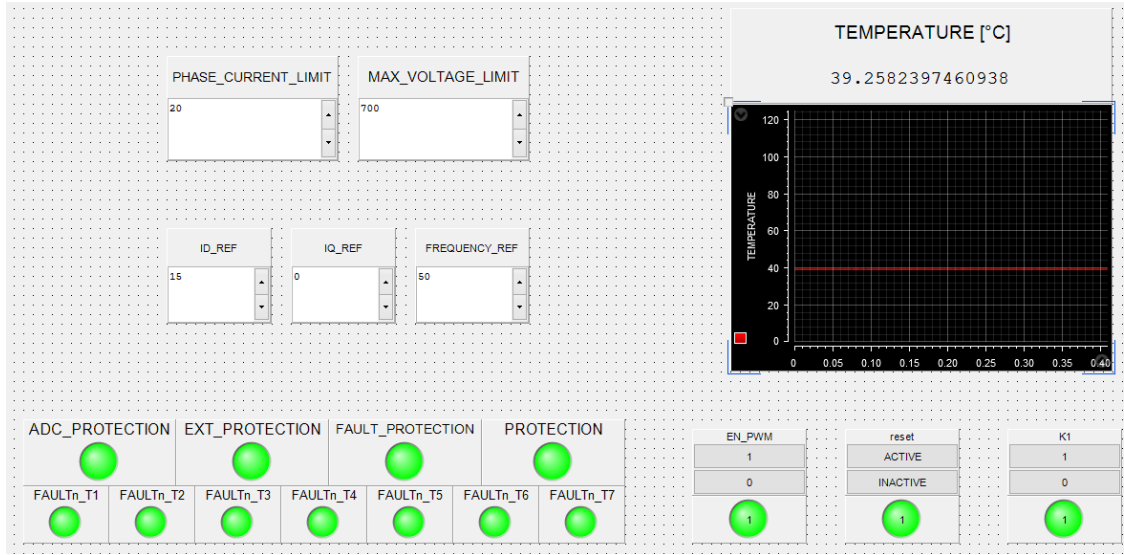 TEMPERATURE [°C]
39.2582397460938
PHASE_CURRENT_LIMIT
MAX_VOLTAGE_LIMIT
20
700
120
100
80
60
40
20
0
TEMPERATURE
0 0.05 0.10 0.15 0.20 0.25 0.30 0.35 0.40
ID_REF
IQ_REF
FREQUENCY_REF
15
0
50
ADC_PROTECTION
EXT_PROTECTION
FAULT_PROTECTION
PROTECTION
FAULTn_T1
FAULTn_T2
FAULTn_T3
FAULTn_T4
FAULTn_T5
FAULTn_T6
FAULTn_T7
EN_PWM
1
0
1
reset
ACTIVE
INACTIVE
1
K1
1
0
1